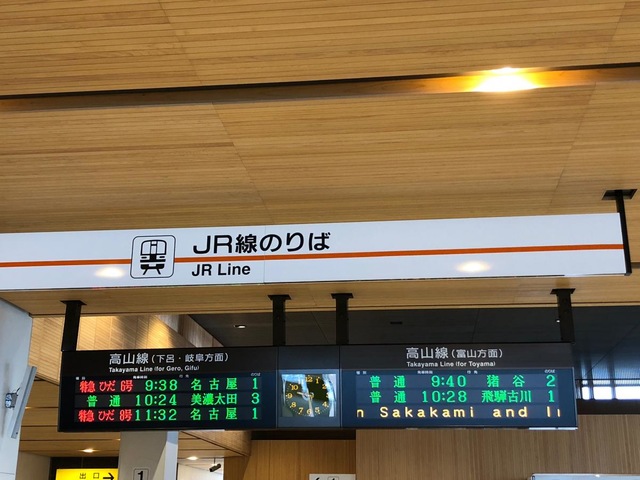 JR線のりば
JR Line
高山線(下呂・岐阜方面)
Takayama Line (for Gero, Gifu)
特急 ひだ 6号 9:38 名古屋 1
普通 10:24 美濃太田 3
特急 ひだ 8号 11:32 名古屋 1
高山線(富山方面)
Takayama Line (for Toyama)
普通 9:40 猪谷 2
普通 10:28 飛騨古川 1
n Sakakami and
出口
1